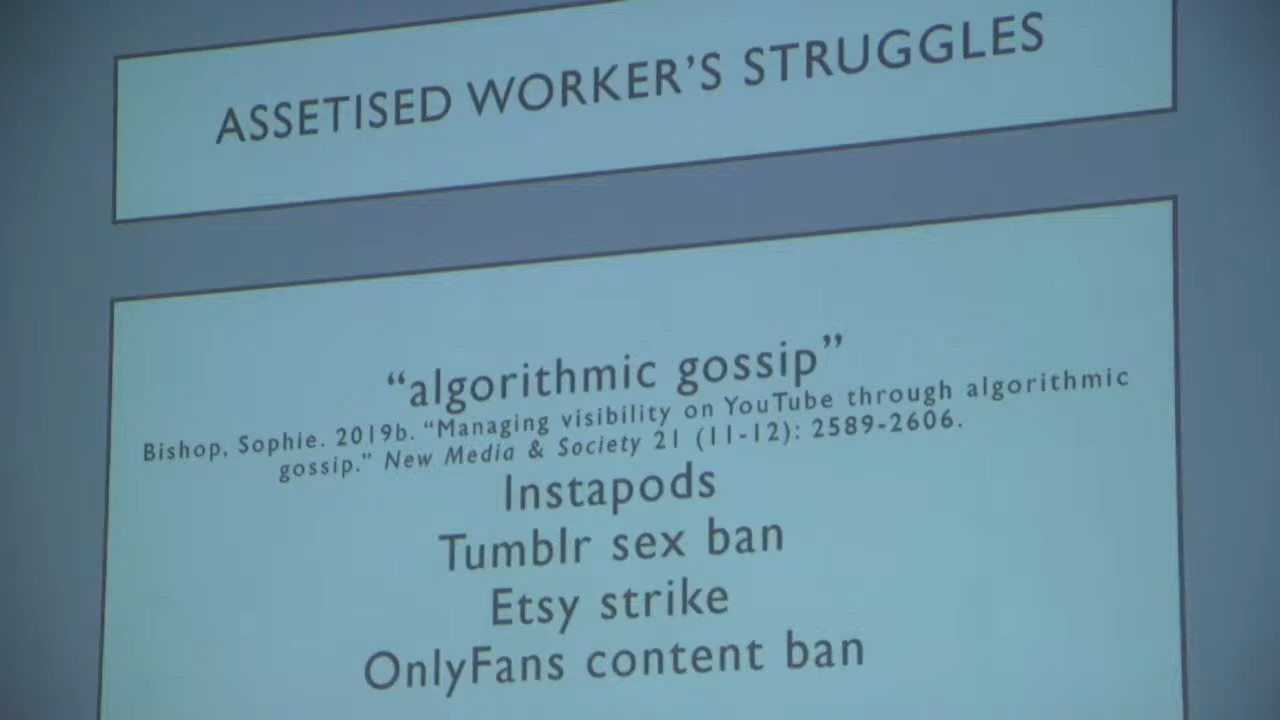 ASSETISED WORKER'S STRUGGLES
“algorithmic gossip”
Bishop, Sophie. 2019b. “Managing visibility on YouTube through algorithmic
gossip.” New Media & Society 21 (11-12): 2589-2606.
Instapods
Tumblr sex ban
Etsy strike
OnlyFans content ban